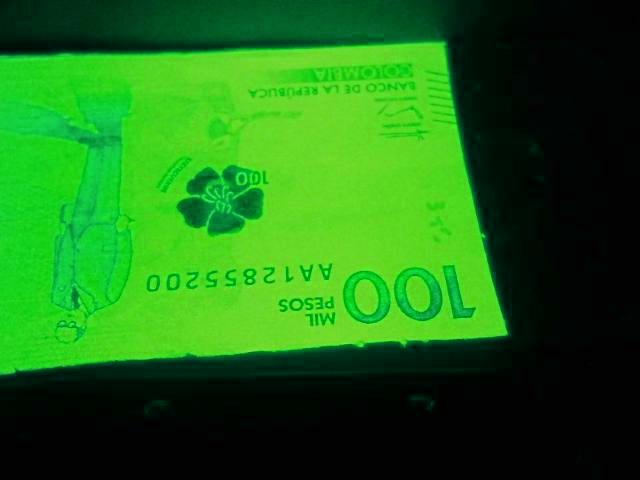 100
MIL
PESOS
AA12855200
100
BANCO DE LA REPÚBLICA
COLOMBIA